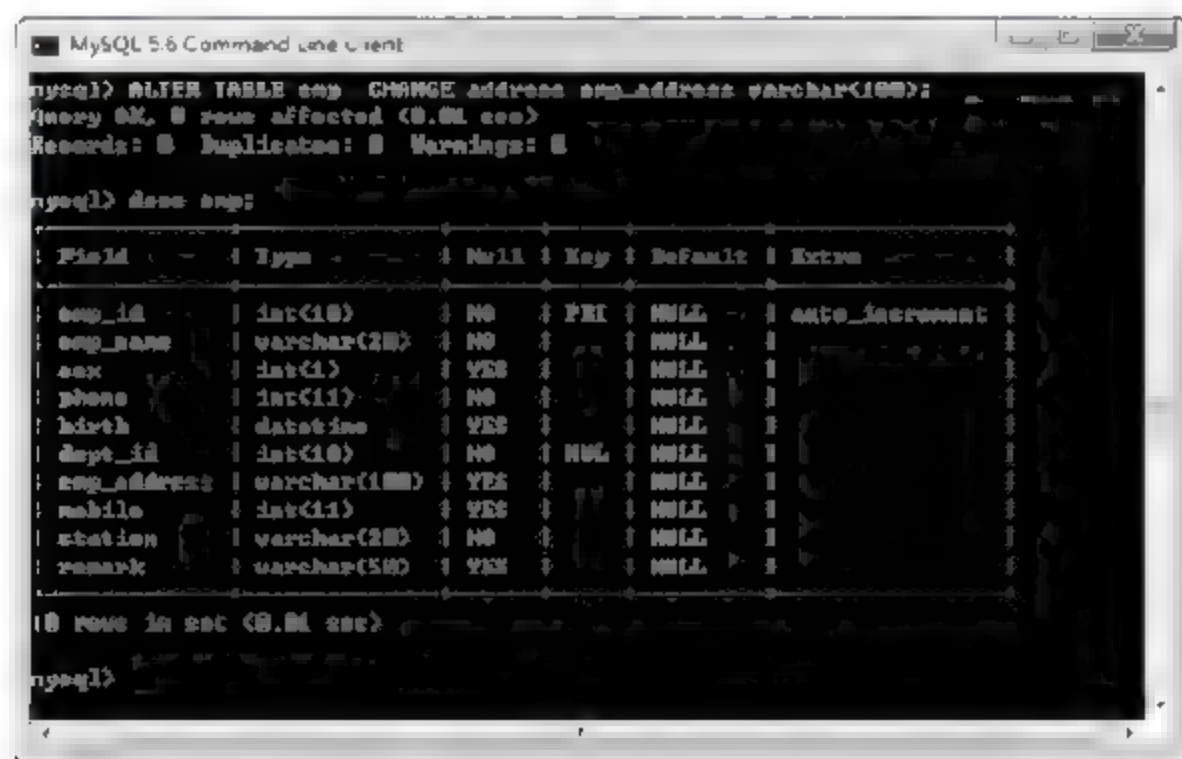 MySQL 5.6 Command Line Client
mysql> ALTER TABLE emp CHANGE address emp_address varchar(100);
Query OK, 0 rows affected (0.01 sec)
Records: 0 Duplicates: 0 Warnings: 0
mysql> desc emp;
| Field | Type | Null | Key | Default | Extra |
| emp_id | int(10) | NO | PRI | NULL | auto_increment |
| emp_name | varchar(20) | NO | | NULL | |
| sex | int(1) | YES | | NULL | |
| phone | int(11) | NO | | NULL | |
| birth | datetime | YES | | NULL | |
| dept_id | int(10) | NO | MUL | NULL | |
| emp_address | varchar(100) | YES | | NULL | |
| mobile | int(11) | YES | | NULL | |
| station | varchar(20) | NO | | NULL | |
| remark | varchar(50) | YES | | NULL | |
10 rows in set (0.01 sec)
mysql>